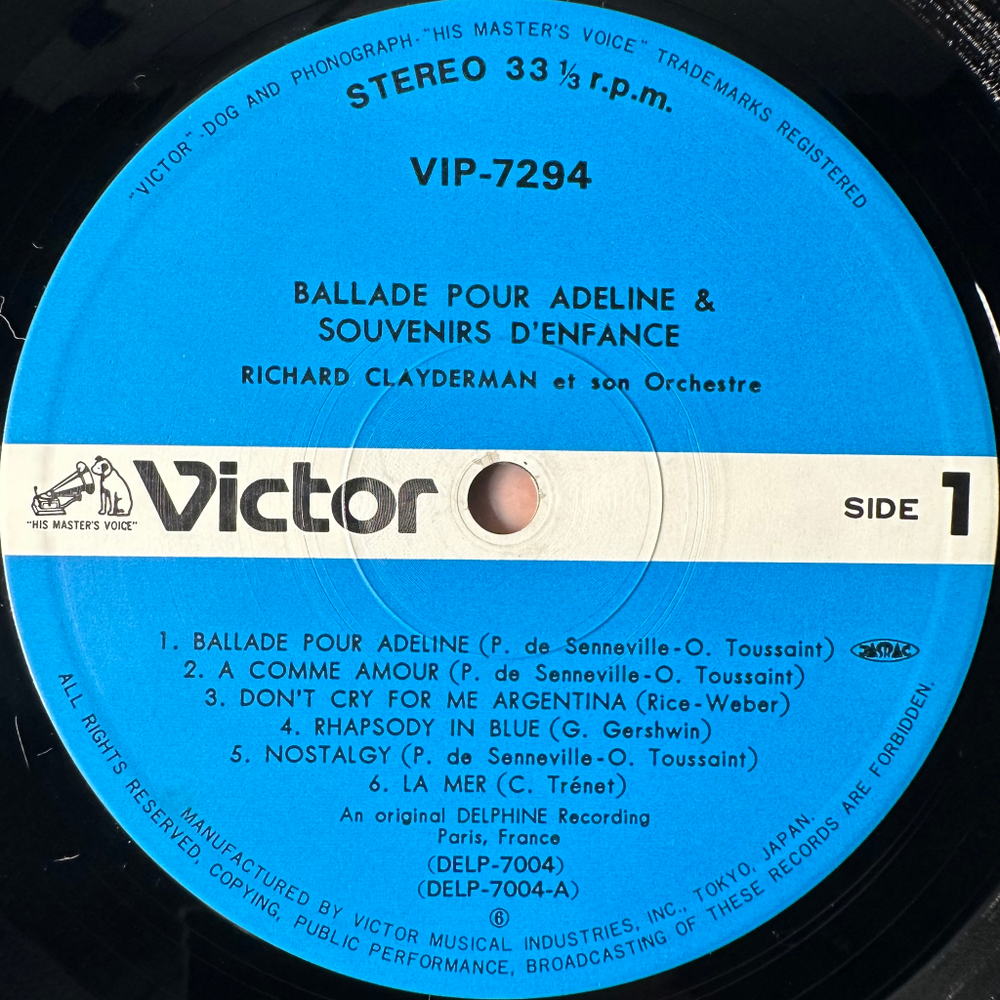 "VICTOR"-DOG AND PHONOGRAPH-"HIS MASTER'S VOICE" TRADEMARKS REGISTERED
STEREO 33 1/3 r.p.m.
VIP-7294
BALLADE POUR ADELINE &
SOUVENIRS D'ENFANCE
RICHARD CLAYDERMAN et son Orchestre
"HIS MASTER'S VOICE"
Victor
SIDE 1
1. BALLADE POUR ADELINE (P. de Senneville-O. Toussaint) JASRAC
2. A COMME AMOUR (P. de Senneville-O. Toussaint)
3. DON'T CRY FOR ME ARGENTINA (Rice-Weber)
4. RHAPSODY IN BLUE (G. Gershwin)
5. NOSTALGY (P. de Senneville-O. Toussaint)
6. LA MER (C. Trénet)
An original DELPHINE Recording
Paris, France
(DELP-7004)
(DELP-7004-A)
⑥
MANUFACTURED BY VICTOR MUSICAL INDUSTRIES, INC., TOKYO, JAPAN.
ALL RIGHTS RESERVED, COPYING, PUBLIC PERFORMANCE, BROADCASTING OF THESE RECORDS ARE FORBIDDEN.